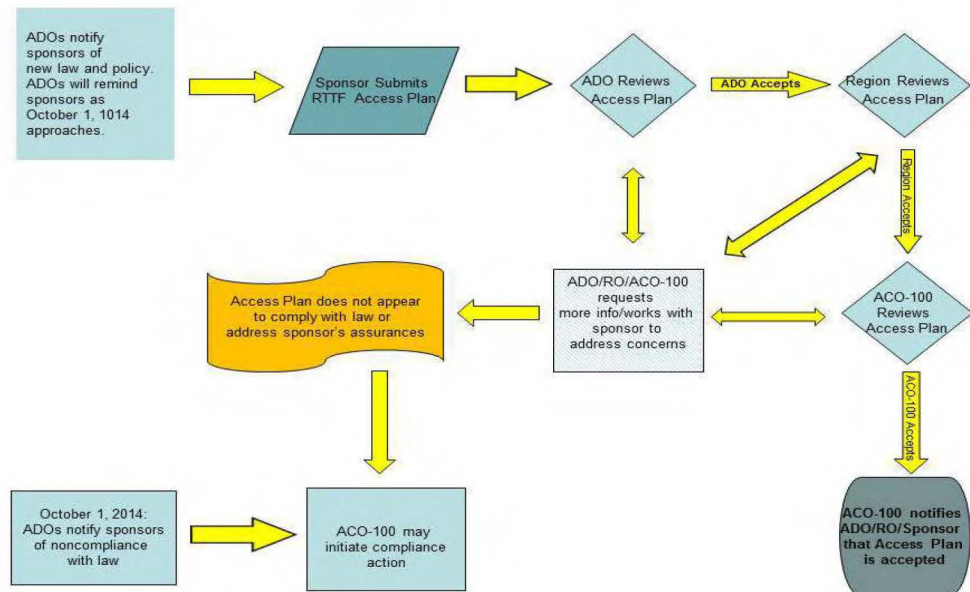 ADOs notify
sponsors of
new law and policy.
ADOs will remind
sponsors as
October 1, 1014
approaches.
Sponsor Submits
RTTF Access Plan
ADO Reviews
Access Plan
ADO Accepts
Region Reviews
Access Plan
Region Accepts
ADO/RO/ACO-100
requests
more info/works with
sponsor to
address concerns
Access Plan does not appear
to comply with law or
address sponsor's assurances
ACO-100
Reviews
Access Plan
ACO-100 Accepts
October 1, 2014:
ADOs notify sponsors
of noncompliance
with law
ACO-100 may
initiate compliance
action
ACO-100 notifies
ADO/RO/Sponsor
that Access Plan
is accepted